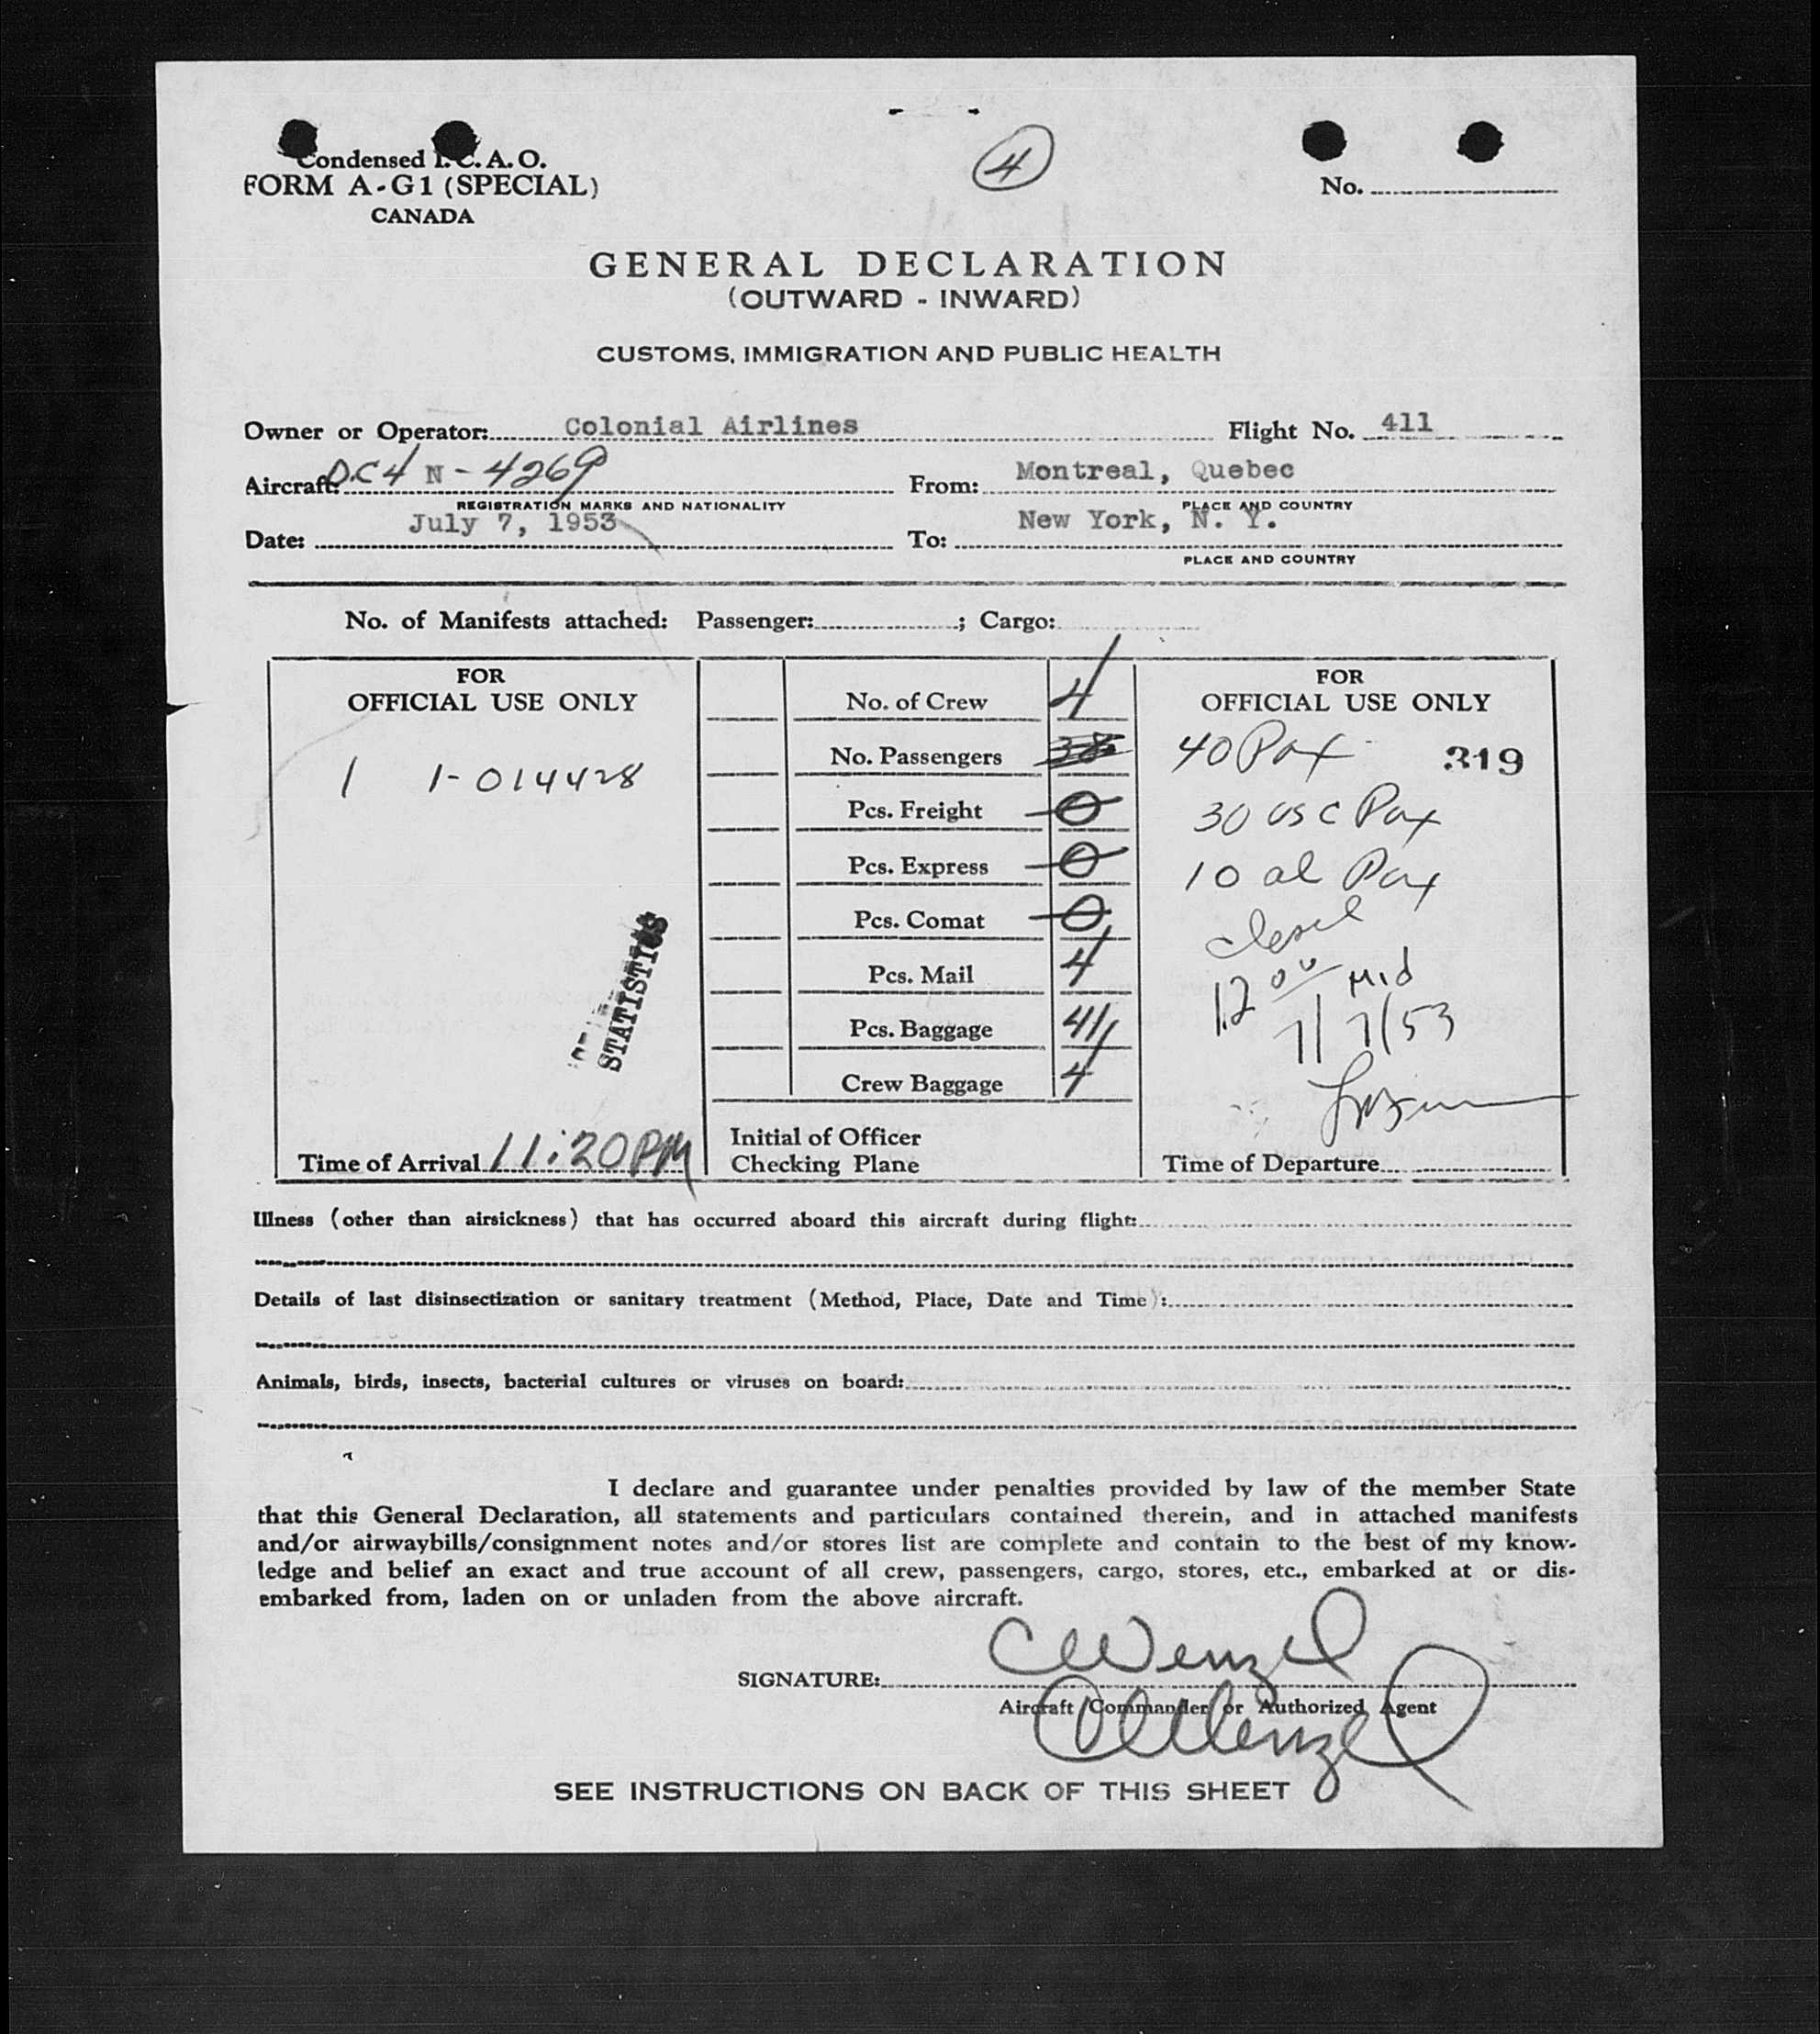 Condensed I.C.A.O.
FORM A-G1 (SPECIAL)
CANADA
4
No.
GENERAL DECLARATION
(OUTWARD - INWARD)
CUSTOMS, IMMIGRATION AND PUBLIC HEALTH
Owner or Operator: Colonial Airlines Flight No. 411
Aircraft: DC4 N-4269 From: Montreal, Quebec
REGISTRATION MARKS AND NATIONALITY PLACE AND COUNTRY
Date: July 7, 1953 To: New York, N. Y.
PLACE AND COUNTRY
No. of Manifests attached: Passenger: ; Cargo:
FOR
OFFICIAL USE ONLY
1 1-014428
STATISTICS
Time of Arrival 11:20PM
No. of Crew 4
No. Passengers 38
Pcs. Freight 0
Pcs. Express 0
Pcs. Comat 0
Pcs. Mail 4
Pcs. Baggage 41
Crew Baggage 4
Initial of Officer
Checking Plane
FOR
OFFICIAL USE ONLY
40 Pax 319
30 USC Pax
10 al Pax
closed
12 00 Mid
7/7/53
Time of Departure
Illness (other than airsickness) that has occurred aboard this aircraft during flight:
Details of last disinsectization or sanitary treatment (Method, Place, Date and Time):
Animals, birds, insects, bacterial cultures or viruses on board:
I declare and guarantee under penalties provided by law of the member State
that this General Declaration, all statements and particulars contained therein, and in attached manifests
and/or airwaybills/consignment notes and/or stores list are complete and contain to the best of my know-
ledge and belief an exact and true account of all crew, passengers, cargo, stores, etc., embarked at or dis-
embarked from, laden on or unladen from the above aircraft.
SIGNATURE: CWenzel
Aircraft Commander or Authorized Agent
CWenzel
SEE INSTRUCTIONS ON BACK OF THIS SHEET